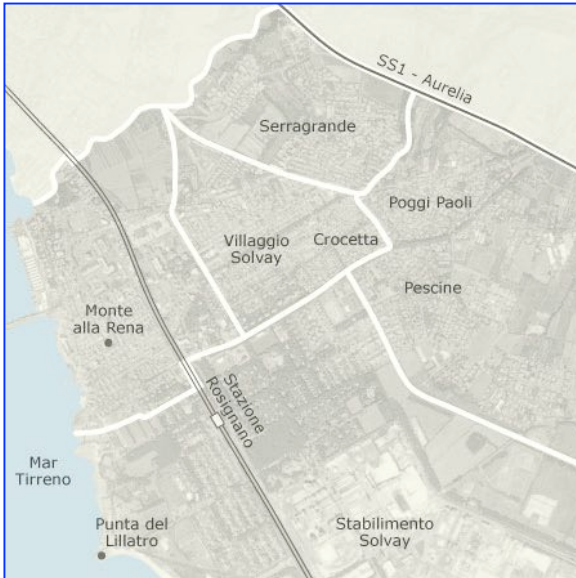 SS1 - Aurelia
Serragrande
Poggi Paoli
Villaggio
Solvay
Crocetta
Pescine
Monte
alla Rena
Stazione
Rosignano
Mar
Tirreno
Punta del
Lillatro
Stabilimento
Solvay